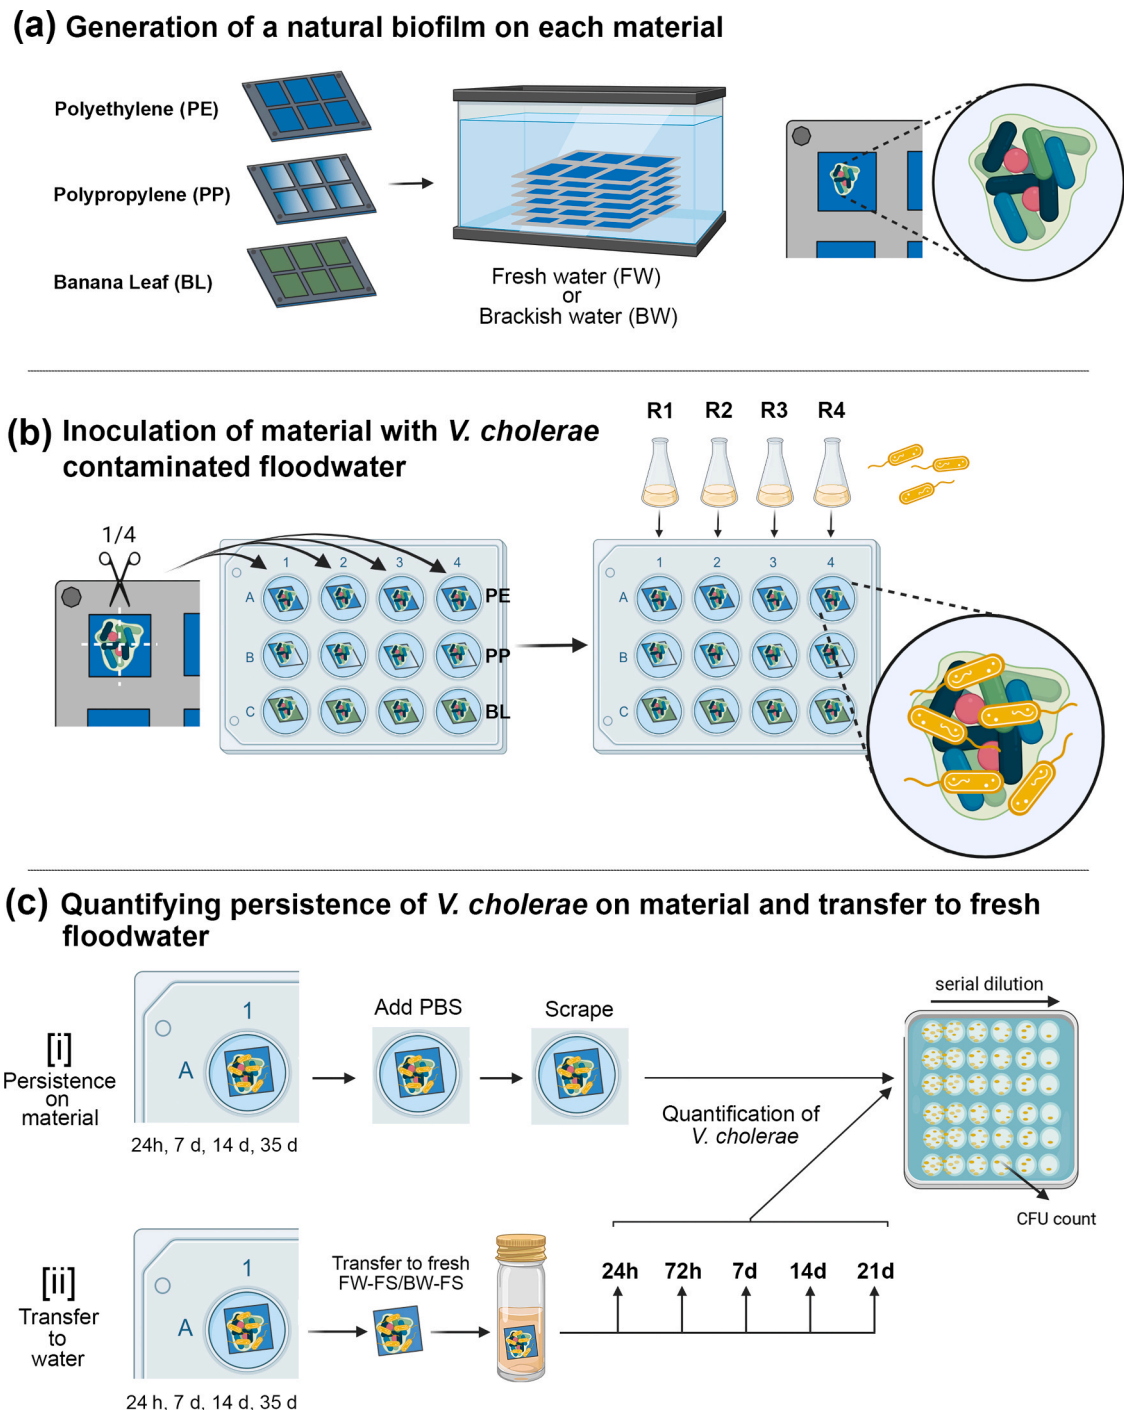 (a) Generation of a natural biofilm on each material
Polyethylene (PE)
Polypropylene (PP)
Banana Leaf (BL)
Fresh water (FW)
or
Brackish water (BW)
(b) Inoculation of material with V. cholerae
contaminated floodwater
R1 R2 R3 R4
1/4
1 2 3 4
A PE
B PP
C BL
1 2 3 4
A
B
C
(c) Quantifying persistence of V. cholerae on material and transfer to fresh
floodwater
[i]
Persistence
on
material
1
A
24h, 7 d, 14 d, 35 d
Add PBS
Scrape
Quantification of
V. cholerae
serial dilution
CFU count
[ii]
Transfer
to
water
1
A
24 h, 7 d, 14 d, 35 d
Transfer to fresh
FW-FS/BW-FS
24h 72h 7d 14d 21d